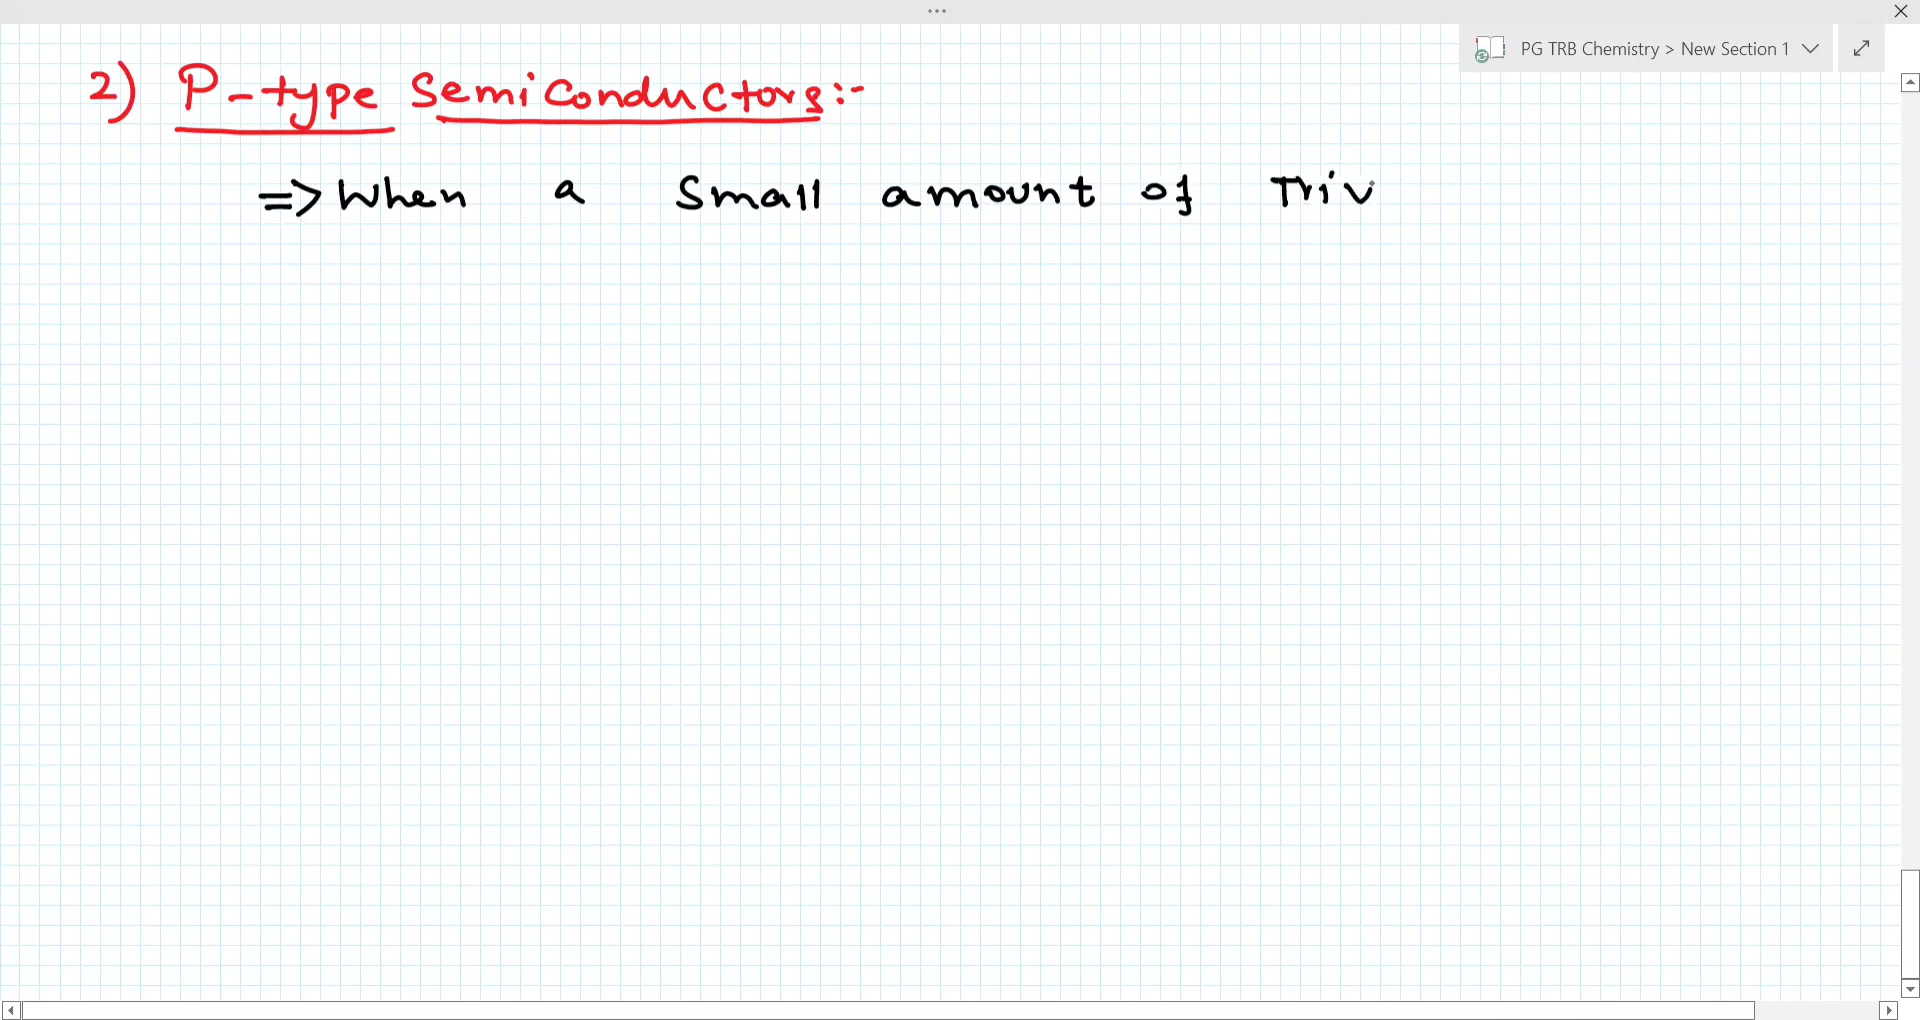 PG TRB Chemistry > New Section 1
2) P-type Semiconductors:-
=> When a Small amount of Triv